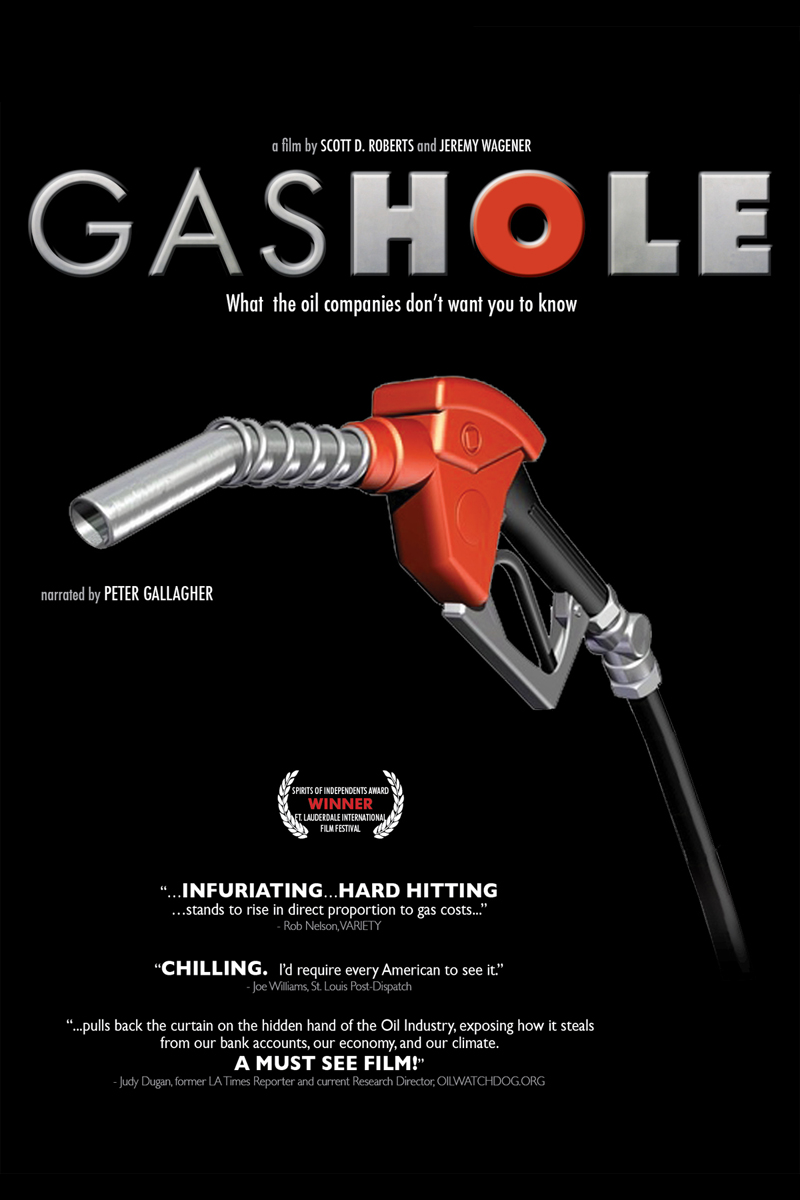 a film by SCOTT D. ROBERTS and JEREMY WAGENER
GASHOLE
What the oil companies don't want you to know
narrated by PETER GALLAGHER
SPIRITS OF INDEPENDENTS AWARD
WINNER
FT. LAUDERDALE INTERNATIONAL
FILM FESTIVAL
“...INFURIATING...HARD HITTING
...stands to rise in direct proportion to gas costs...”
- Rob Nelson, VARIETY
“CHILLING. I'd require every American to see it.”
- Joe Williams, St. Louis Post-Dispatch
“...pulls back the curtain on the hidden hand of the Oil Industry, exposing how it steals
from our bank accounts, our economy, and our climate.
A MUST SEE FILM!”
- Judy Dugan, former LA Times Reporter and current Research Director, OILWATCHDOG.ORG